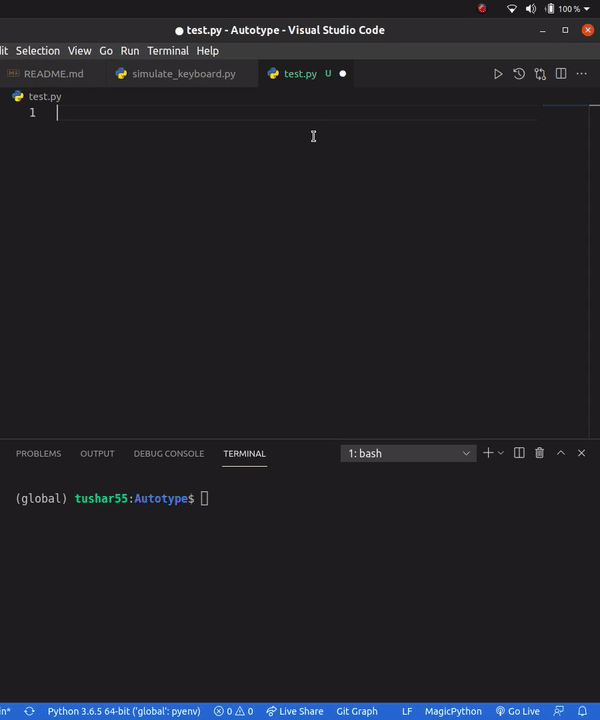 100 %
● test.py - Autotype - Visual Studio Code
dit Selection View Go Run Terminal Help
README.md simulate_keyboard.py test.py U
test.py
1
PROBLEMS OUTPUT DEBUG CONSOLE TERMINAL 1: bash
(global) tushar55:Autotype$
in* Python 3.6.5 64-bit ('global': pyenv) 0 0 Live Share Git Graph LF MagicPython Go Live